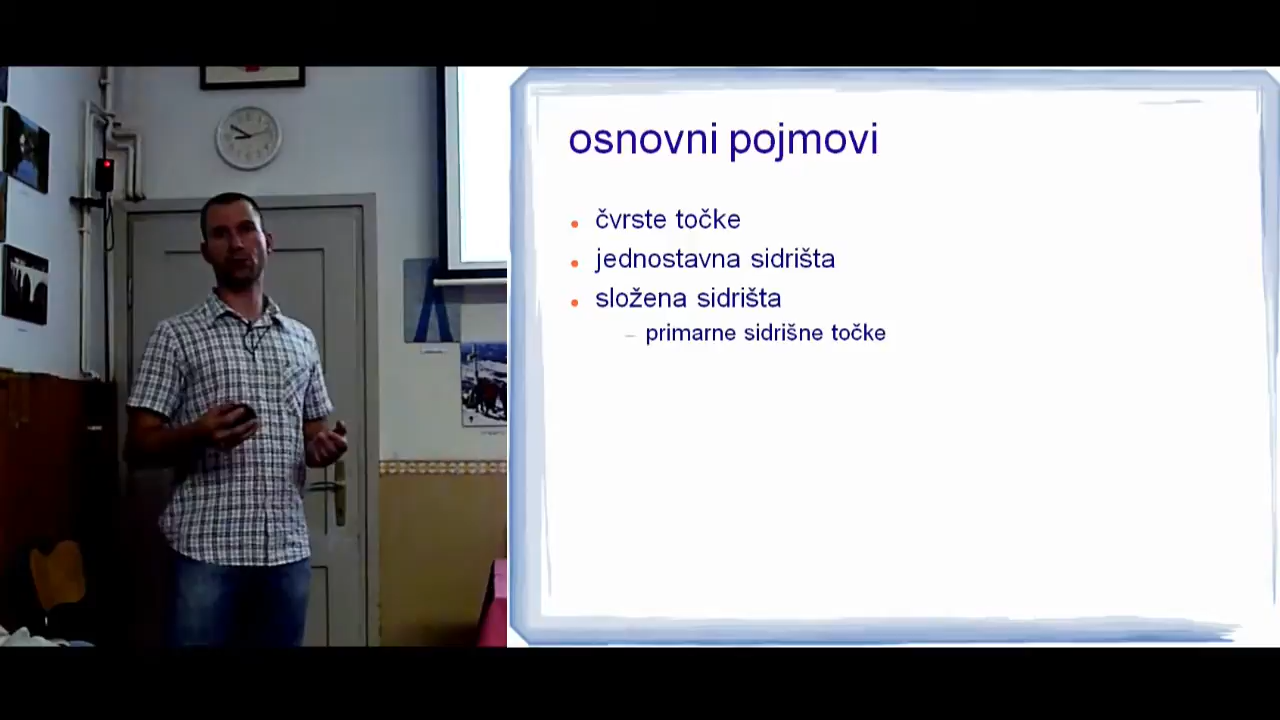 osnovni pojmovi
čvrste točke
jednostavna sidrišta
složena sidrišta
primarne sidrišne točke